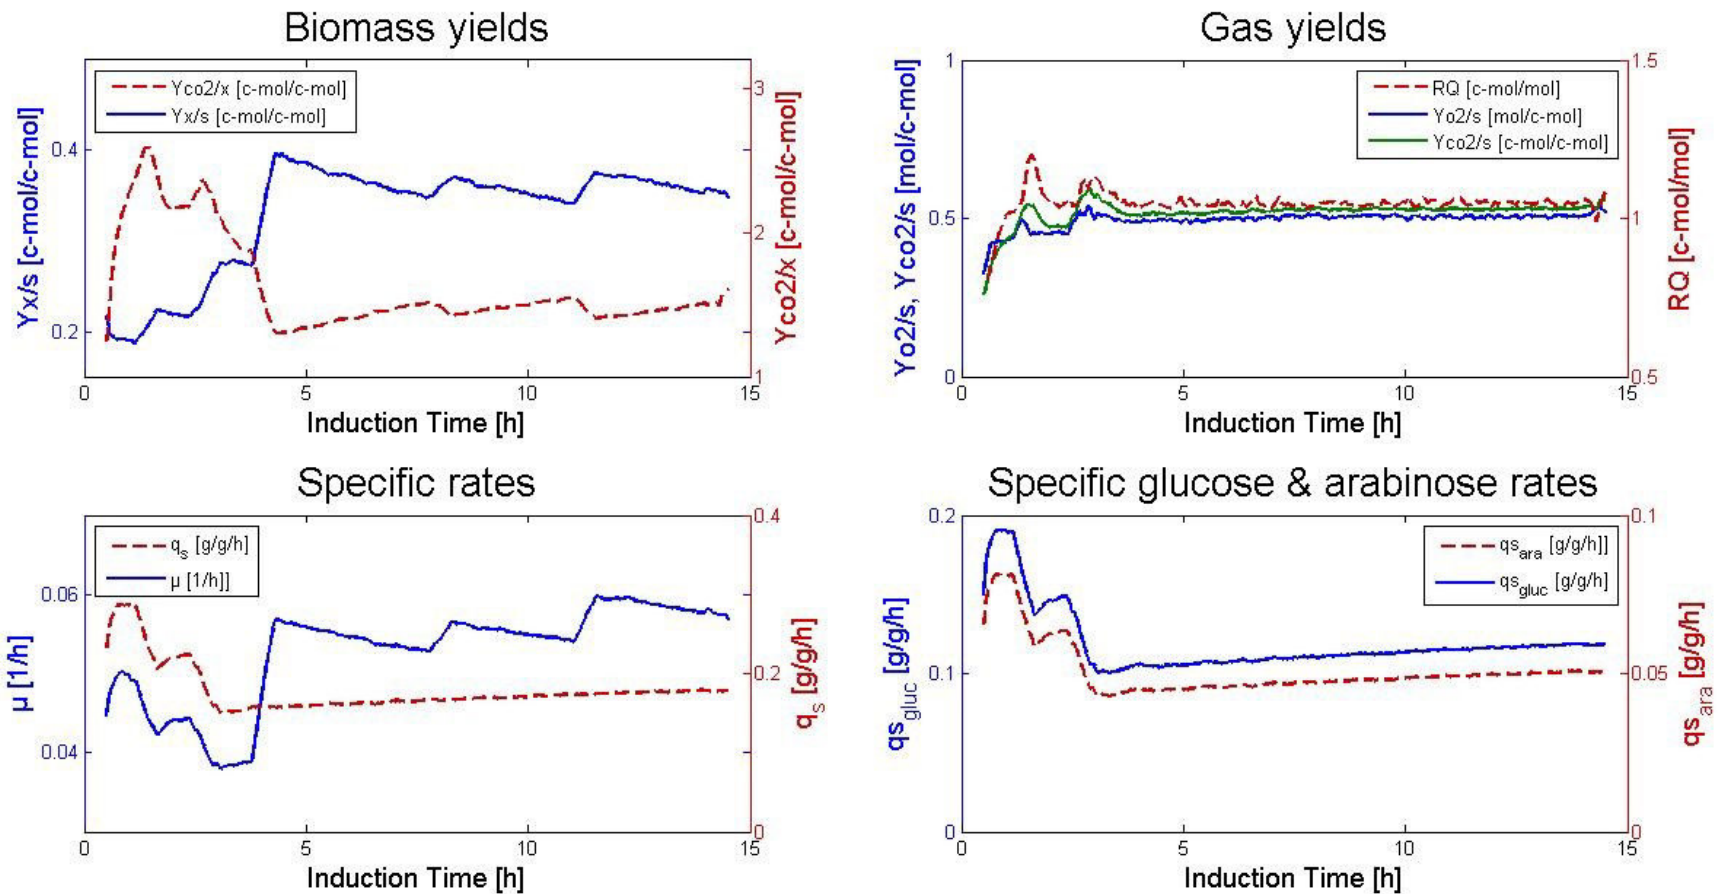 Biomass yields
Yco2/x [c-mol/c-mol]
Yx/s [c-mol/c-mol]
Yx/s [c-mol/c-mol]
0.4
0.2
Yco2/x [c-mol/c-mol]
3
2
1
0 5 10 15
Induction Time [h]
Gas yields
RQ [c-mol/mol]
Yo2/s [mol/c-mol]
Yco2/s [c-mol/c-mol]
Yo2/s, Yco2/s [mol/c-mol]
1
0.5
0
RQ [c-mol/mol]
1.5
1
0.5
0 5 10 15
Induction Time [h]
Specific rates
qs [g/g/h]
µ [1/h]]
µ [1/h]
0.06
0.04
qs [g/g/h]
0.4
0.2
0
0 5 10 15
Induction Time [h]
Specific glucose & arabinose rates
qsara [g/g/h]]
qsgluc [g/g/h]
qsgluc [g/g/h]
0.2
0.1
0
qsara [g/g/h]
0.1
0.05
0
0 5 10 15
Induction Time [h]